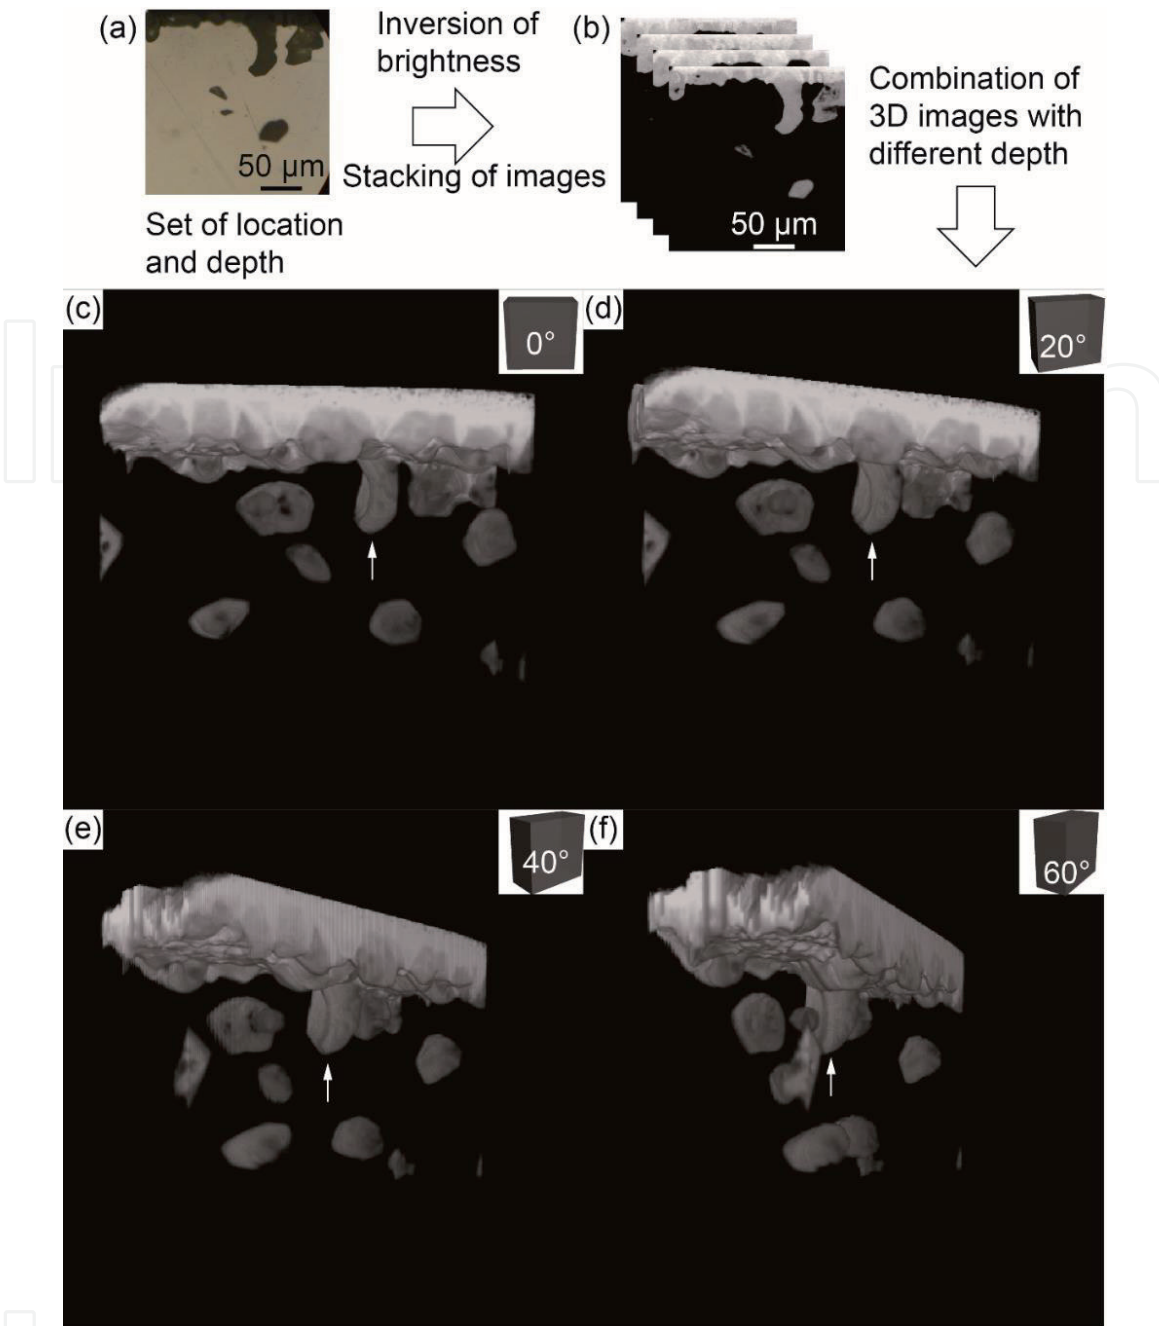 (a)
50 µm
Set of location
and depth
Inversion of
brightness
Stacking of images
(b)
50 µm
Combination of
3D images with
different depth
(c)
0°
(d)
20°
(e)
40°
(f)
60°